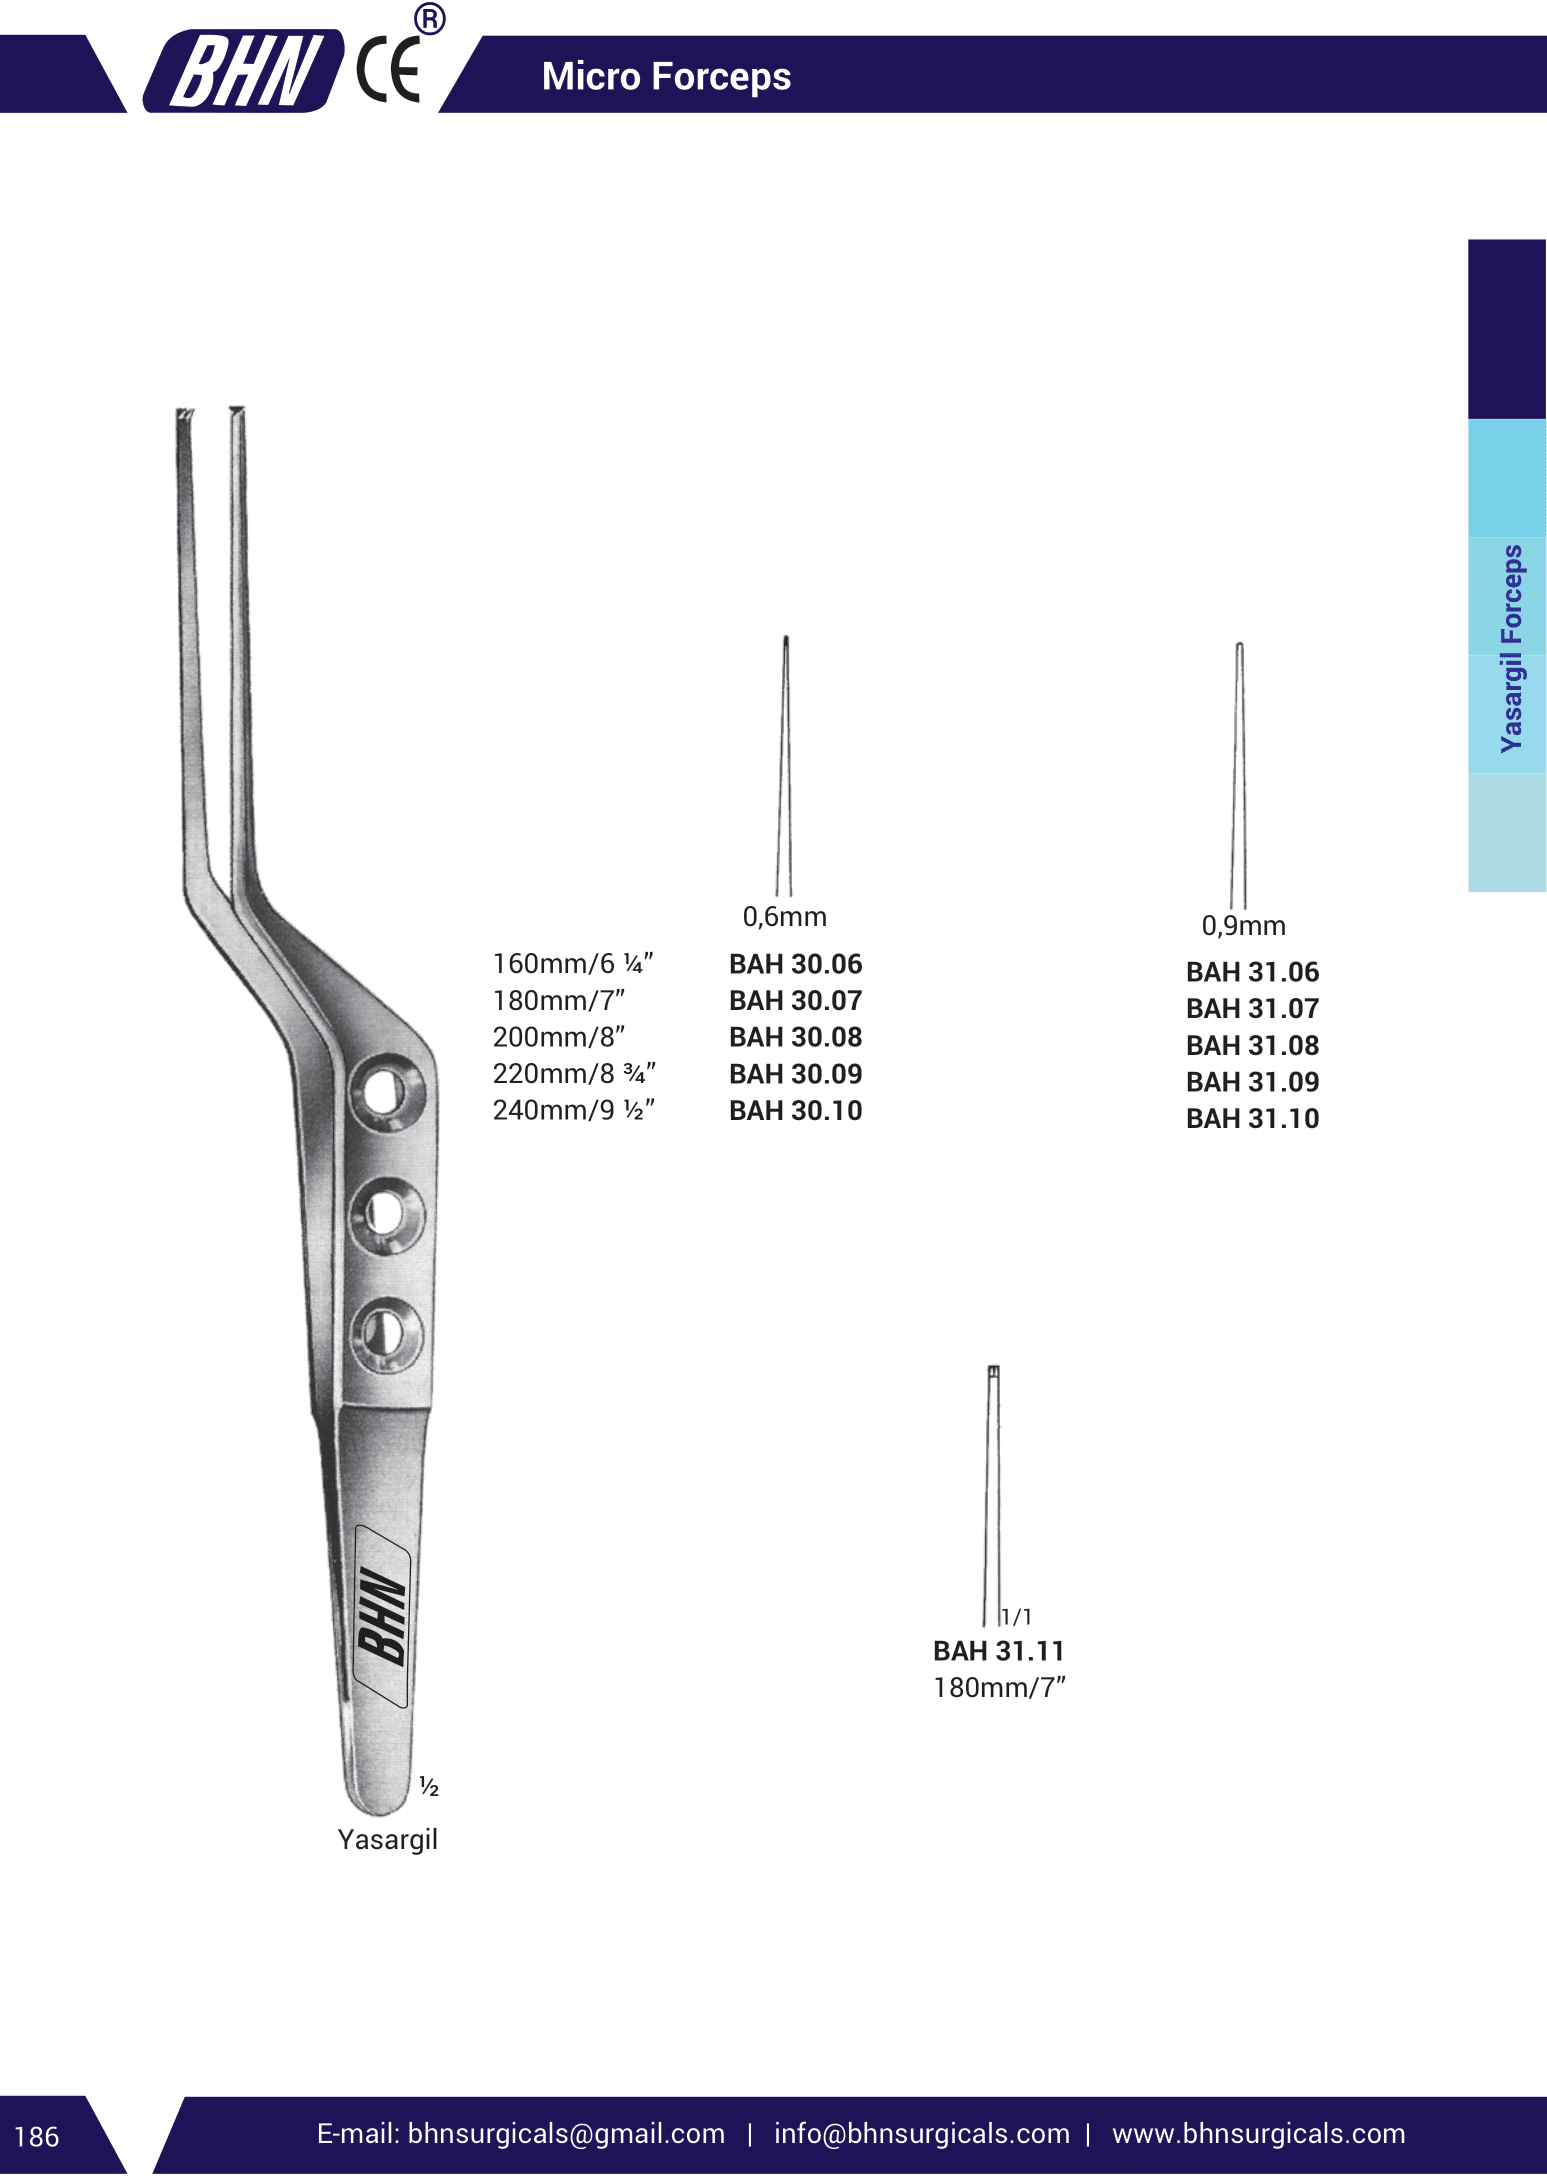 BHN CE ®
Micro Forceps
Yasargil Forceps
0,6mm
0,9mm
160mm/6 ¼” BAH 30.06 BAH 31.06
180mm/7” BAH 30.07 BAH 31.07
200mm/8” BAH 30.08 BAH 31.08
220mm/8 ¾” BAH 30.09 BAH 31.09
240mm/9 ½” BAH 30.10 BAH 31.10
1/1
BAH 31.11
180mm/7”
BHN
½
Yasargil
186
E-mail: bhnsurgicals@gmail.com | info@bhnsurgicals.com | www.bhnsurgicals.com